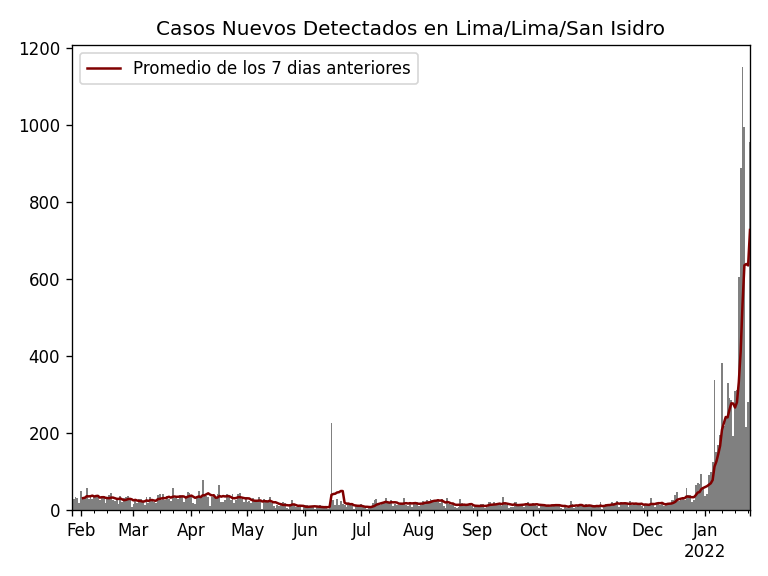 Casos Nuevos Detectados en Lima/Lima/San Isidro
Promedio de los 7 dias anteriores
1200
1000
800
600
400
200
0
Feb Mar Apr May Jun Jul Aug Sep Oct Nov Dec Jan
2022